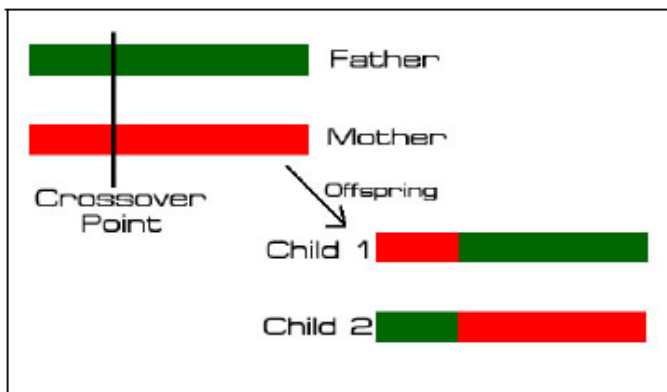 Father
Mother
Crossover
Point
Offspring
Child 1
Child 2